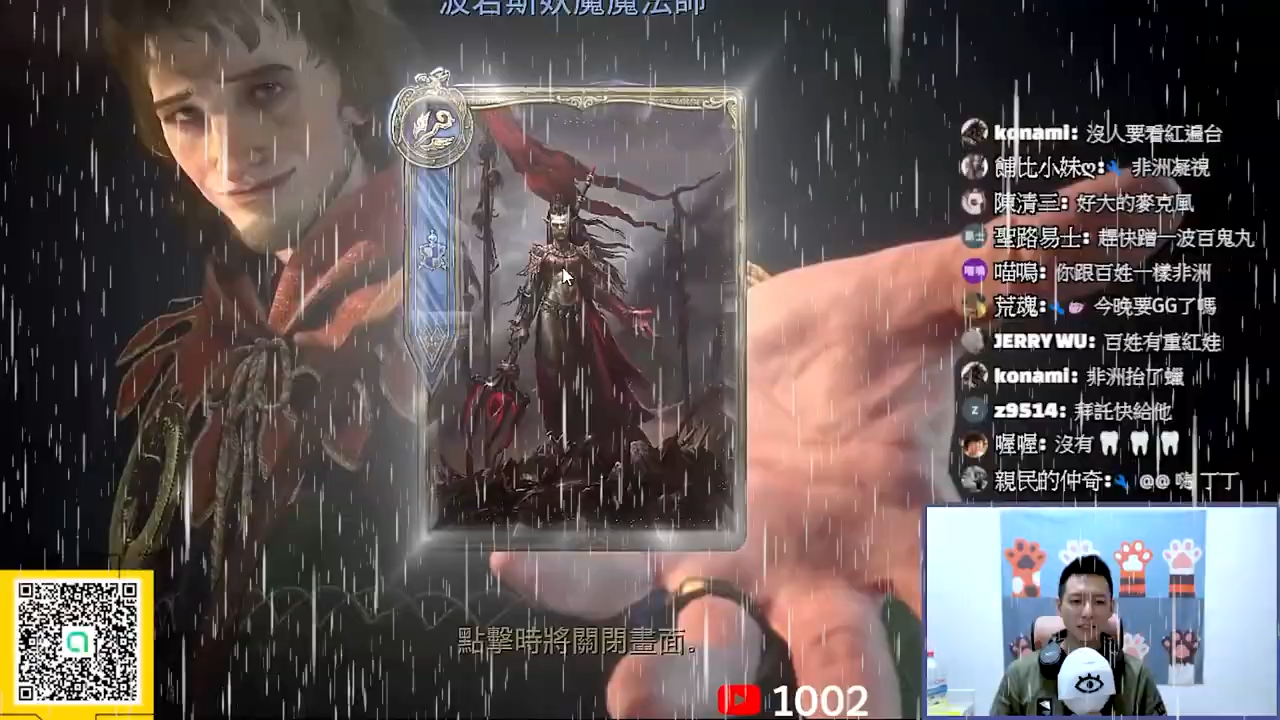 波若斯妖魔魔法師
konami: 沒人要看紅遍台
餔比小妹ღ: 非洲凝視
陳清三: 好大的麥克風
聖路易士: 趕快蹭一波百鬼丸
喵嗚: 你跟百姓一樣非洲
荒魂: 今晚要GG了嗎
JERRY WU: 百姓有重紅娃
konami: 非洲抬了蠟
z9514: 拜託快給他
喔喔: 沒有🦷🦷🦷
親民的仲奇: @@ 嗨 丁丁
點擊時將關閉畫面。
1002